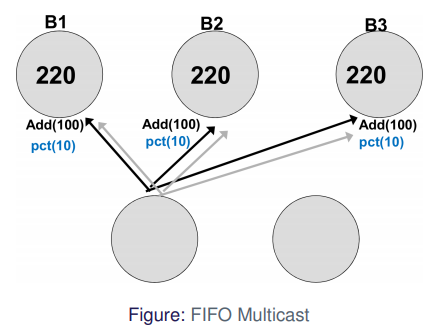 B1 B2 B3
220 220 220
Add(100) Add(100) Add(100)
pct(10) pct(10) pct(10)
Figure: FIFO Multicast